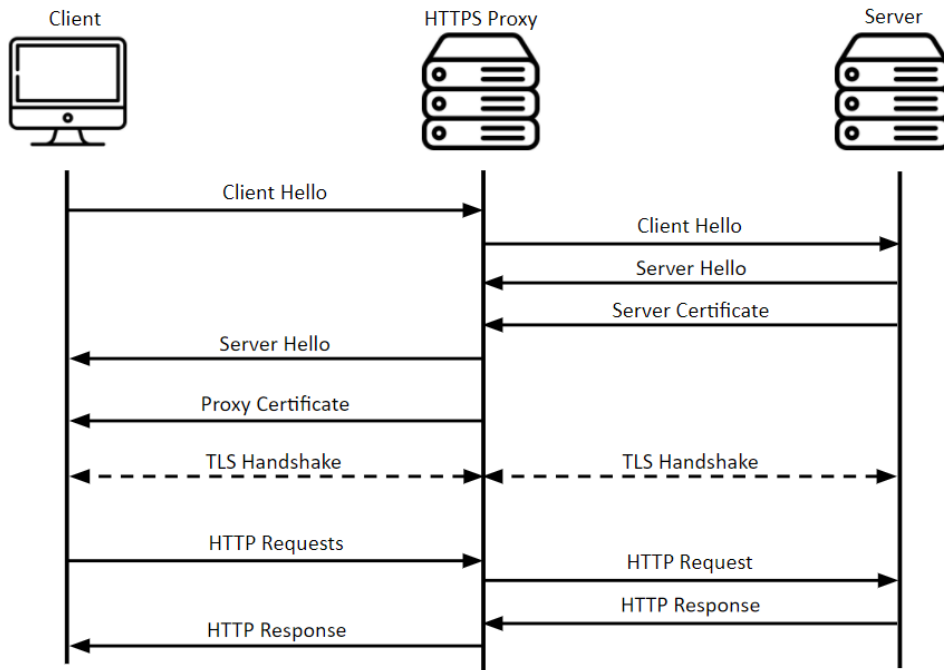 Client
HTTPS Proxy
Server
Client Hello
Client Hello
Server Hello
Server Certificate
Server Hello
Proxy Certificate
TLS Handshake
TLS Handshake
HTTP Requests
HTTP Request
HTTP Response
HTTP Response